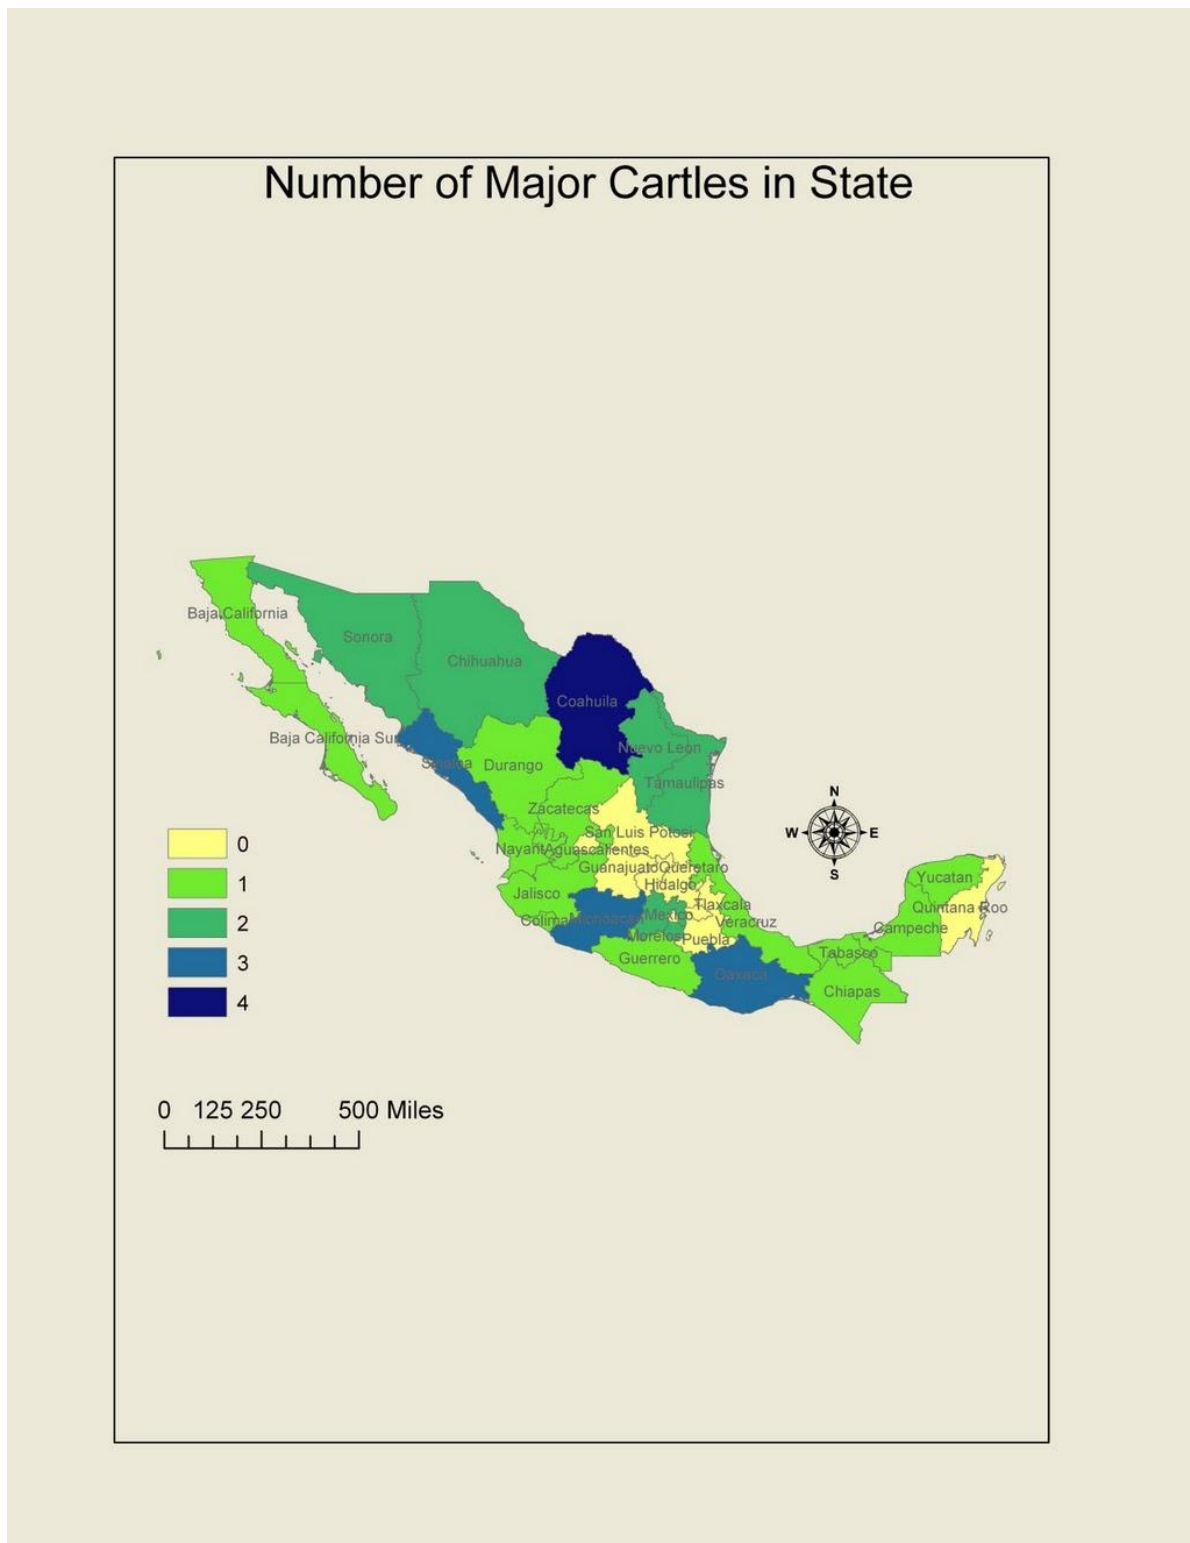 Number of Major Cartles in State
Baja California
Sonora
Chihuahua
Coahuila
Baja California Sur
Sinaloa
Durango
Nuevo Leon
Tamaulipas
Zacatecas
San Luis Potosi
Nayarit
Aguascalientes
Guanajuato
Queretaro
Hidalgo
Jalisco
Tlaxcala
Colima
Michoacan
Mexico
Veracruz
Morelos
Puebla
Guerrero
Oaxaca
Yucatan
Quintana Roo
Campeche
Tabasco
Chiapas
N
W
E
S
0
1
2
3
4
0 125 250 500 Miles